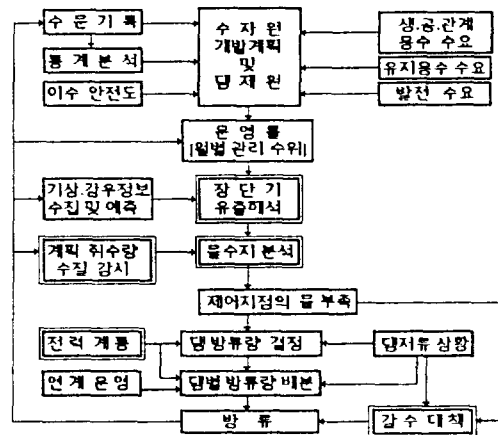 수 문 기 록
통 계 분 석
이수 안전도
수 자 원
개발계획
및
댐 제 원
생.공.관계
용수 수요
유지용수 수요
발전 수요
운 영 률
[월별 관리 수위]
기상.강우정보
수집 및 예측
장 단 기
유출해석
계획 취수량
수질 감시
물수지 분석
제어지점의 물 부족
전 력 계 통
댐방류량 결정
댐저류 상황
연 계 운 영
댐별 방류량 배분
방 류
갈 수 대 책